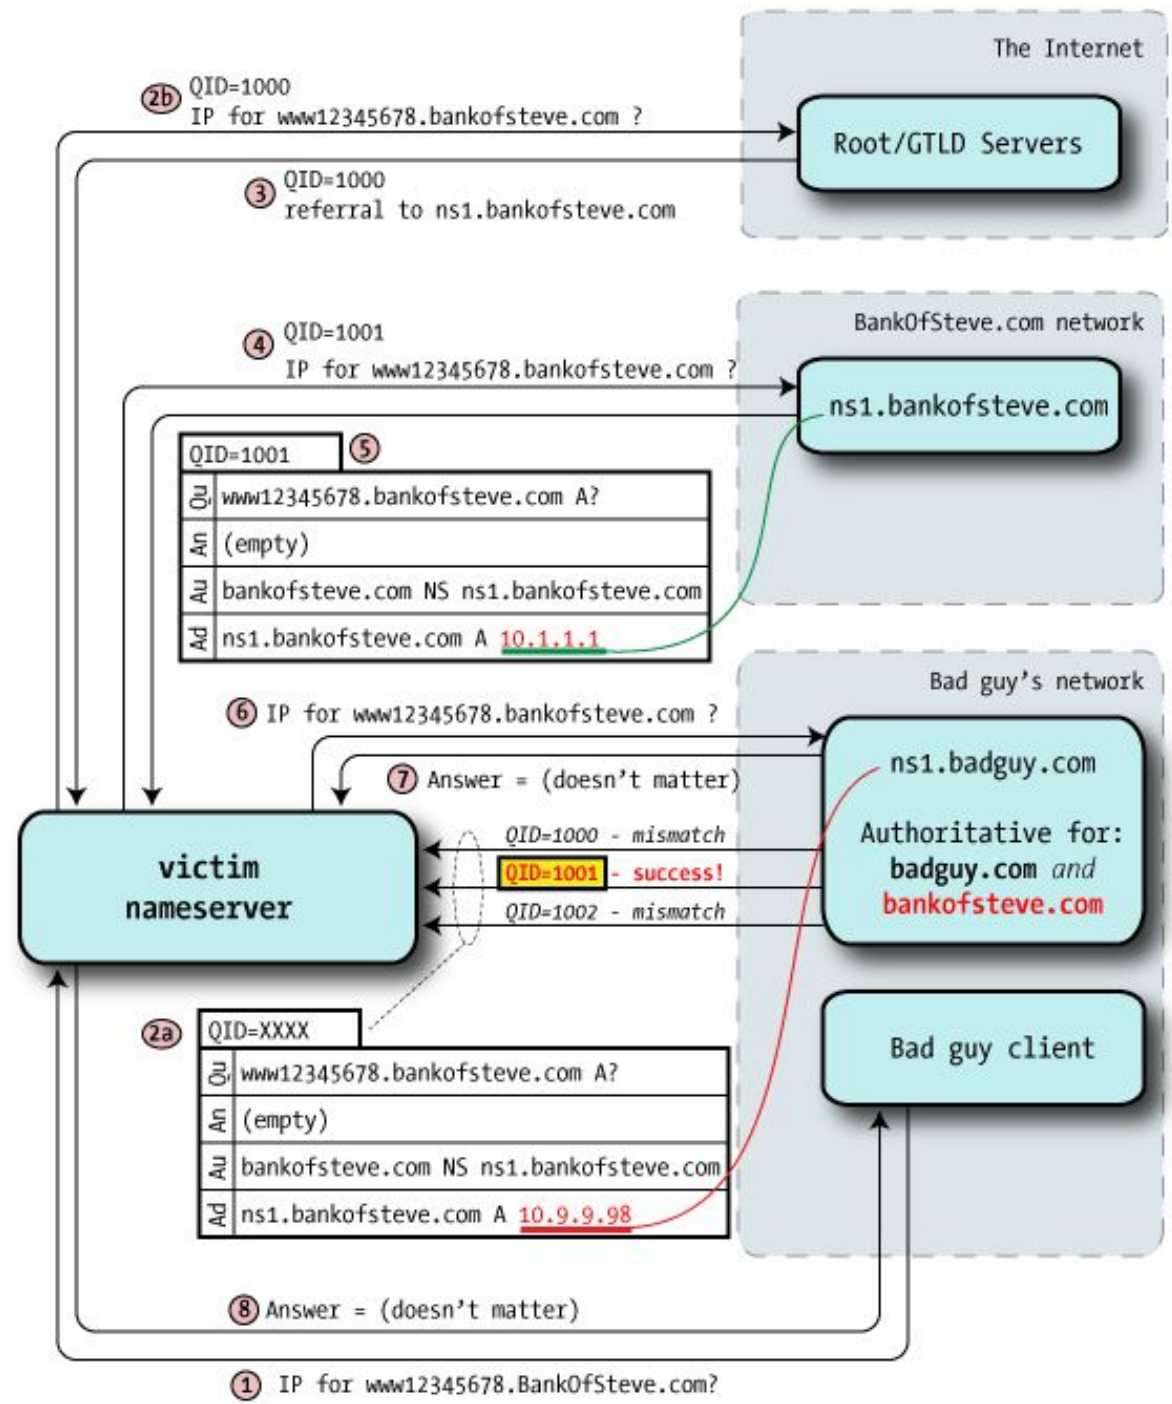 The Internet
2b QID=1000
IP for www12345678.bankofsteve.com ?
Root/GTLD Servers
3 QID=1000
referral to ns1.bankofsteve.com
BankOfSteve.com network
4 QID=1001
IP for www12345678.bankofsteve.com ?
ns1.bankofsteve.com
QID=1001 5
Qu www12345678.bankofsteve.com A?
An (empty)
Au bankofsteve.com NS ns1.bankofsteve.com
Ad ns1.bankofsteve.com A 10.1.1.1
Bad guy's network
6 IP for www12345678.bankofsteve.com ?
ns1.badguy.com
7 Answer = (doesn't matter)
Authoritative for:
badguy.com and
bankofsteve.com
QID=1000 - mismatch
QID=1001 - success!
QID=1002 - mismatch
victim
nameserver
2a QID=XXXX
Qu www12345678.bankofsteve.com A?
An (empty)
Au bankofsteve.com NS ns1.bankofsteve.com
Ad ns1.bankofsteve.com A 10.9.9.98
Bad guy client
8 Answer = (doesn't matter)
1 IP for www12345678.BankOfSteve.com?